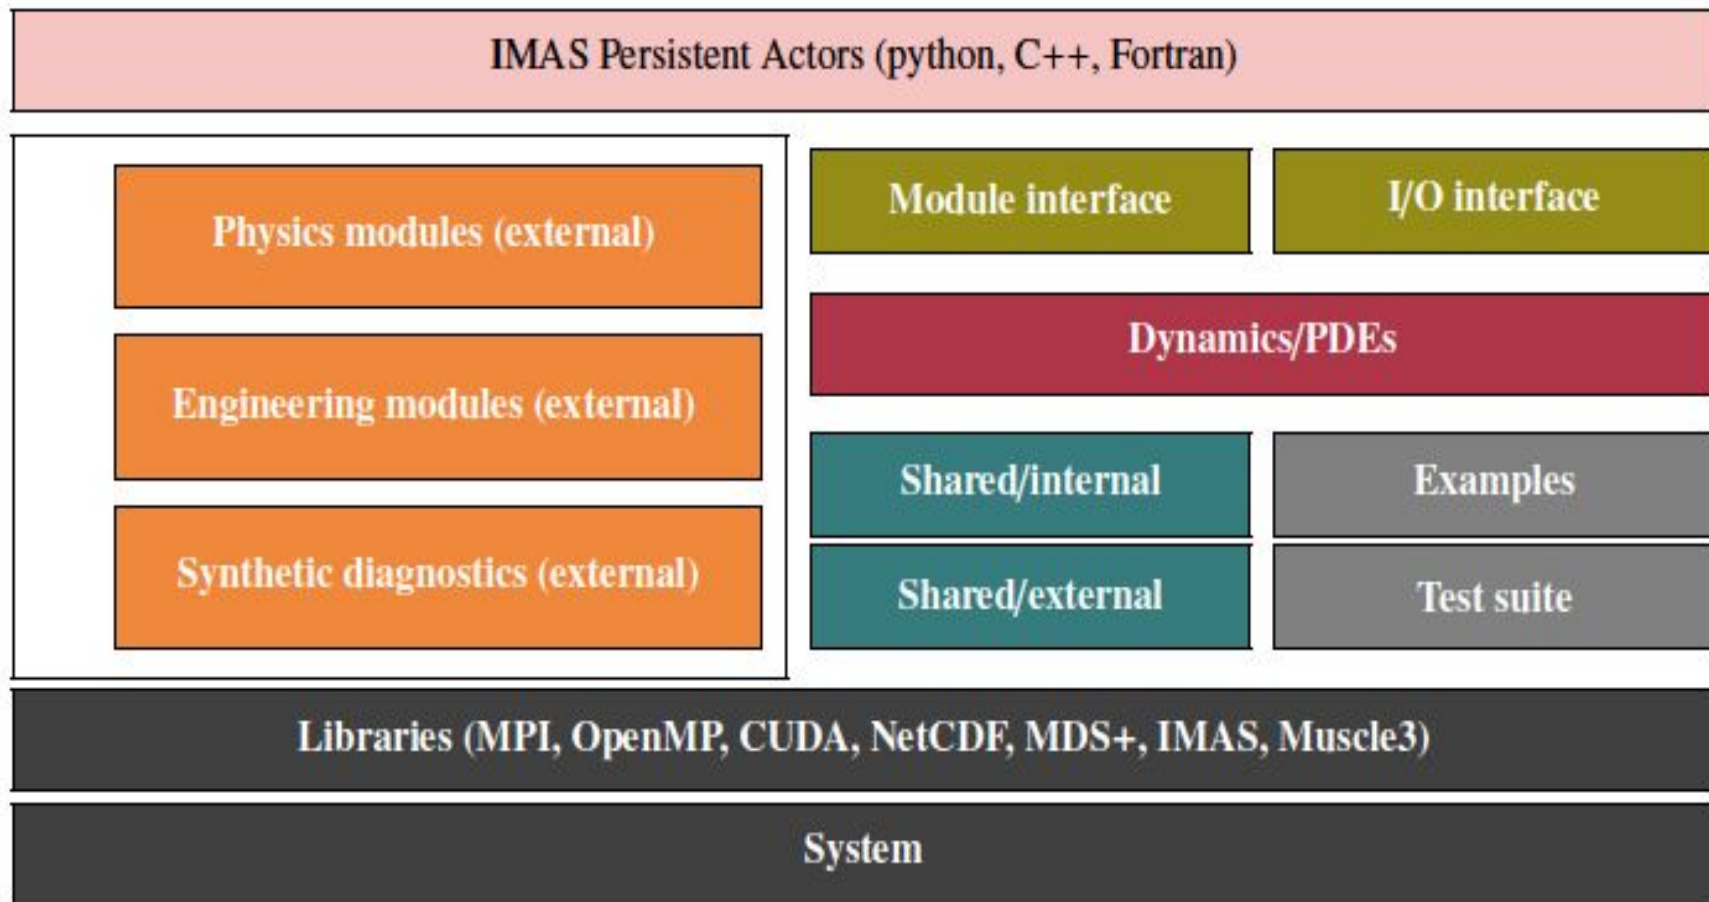 IMAS Persistent Actors (python, C++, Fortran)
Physics modules (external)
Engineering modules (external)
Synthetic diagnostics (external)
Module interface
I/O interface
Dynamics/PDEs
Shared/internal
Examples
Shared/external
Test suite
Libraries (MPI, OpenMP, CUDA, NetCDF, MDS+, IMAS, Muscle3)
System